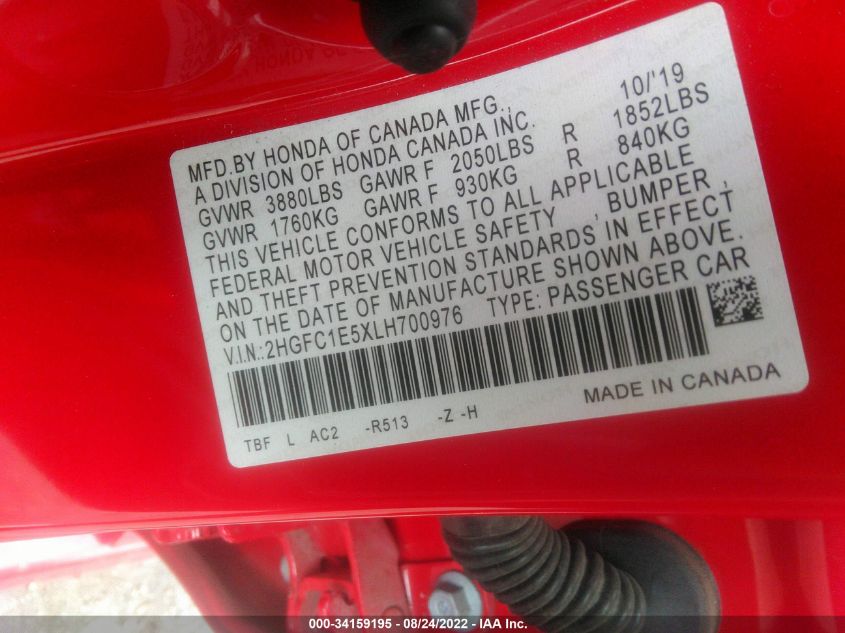 MFD.BY HONDA OF CANADA MFG., 10/'19
A DIVISION OF HONDA CANADA INC.
GVWR 3880LBS GAWR F 2050LBS R 1852LBS
GVWR 1760KG GAWR F 930KG R 840KG
THIS VEHICLE CONFORMS TO ALL APPLICABLE
FEDERAL MOTOR VEHICLE SAFETY , BUMPER ,
AND THEFT PREVENTION STANDARDS IN EFFECT
ON THE DATE OF MANUFACTURE SHOWN ABOVE.
V.I.N.:2HGFC1E5XLH700976 TYPE: PASSENGER CAR
MADE IN CANADA
TBF L AC2 -R513 -Z -H
000-34159195 - 08/24/2022 - IAA Inc.